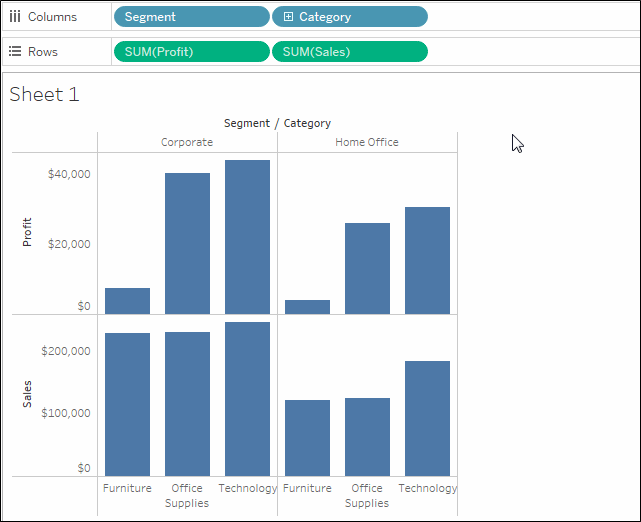 Columns Segment Category
Rows SUM(Profit) SUM(Sales)
Sheet 1
Segment / Category
Corporate Home Office
Profit
$40,000
$20,000
$0
Sales
$200,000
$100,000
$0
Furniture Office Technology Furniture Office Technology
Supplies Supplies